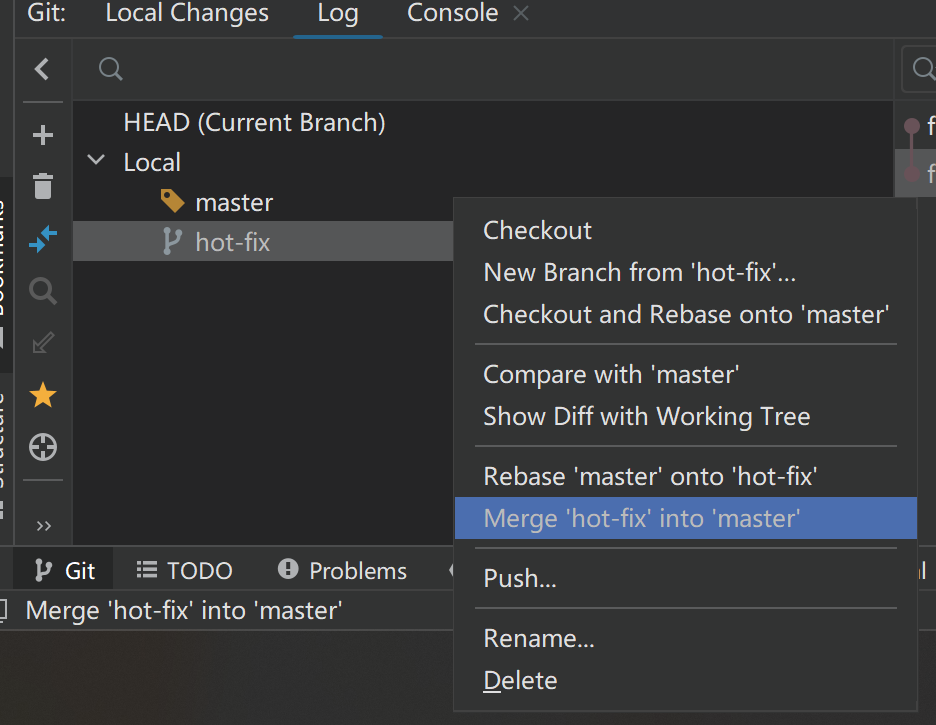 Git: Local Changes Log Console
HEAD (Current Branch)
Local
master
hot-fix
Checkout
New Branch from 'hot-fix'...
Checkout and Rebase onto 'master'
Compare with 'master'
Show Diff with Working Tree
Rebase 'master' onto 'hot-fix'
Merge 'hot-fix' into 'master'
Push...
Rename...
Delete
Git TODO Problems
Merge 'hot-fix' into 'master'